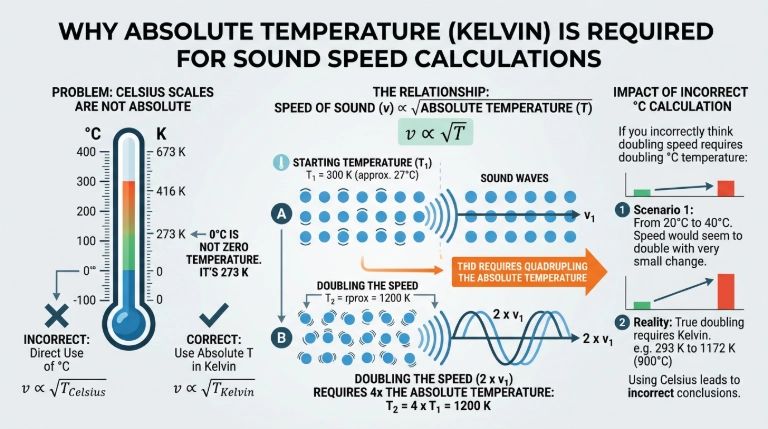 WHY ABSOLUTE TEMPERATURE (KELVIN) IS REQUIRED
FOR SOUND SPEED CALCULATIONS
PROBLEM: CELSIUS SCALES
ARE NOT ABSOLUTE
°C
K
400
673 K
300
416 K
200
273 K
100
0°°
0
-100
0
0°C IS
NOT ZERO
TEMPERATURE.
IT'S 273 K
INCORRECT:
Direct Use
of °C
v ∝ √T_Celsius
CORRECT:
Use Absolute T
in Kelvin
v ∝ √T_Kelvin
THE RELATIONSHIP:
SPEED OF SOUND (v) ∝ √ABSOLUTE TEMPERATURE (T)
v ∝ √T
STARTING TEMPERATURE (T₁)
T₁ = 300 K (approx. 27°C)
SOUND WAVES
A
v₁
THD REQUIRES QUADRUPLING
THE ABSOLUTE TEMPERATURE
DOUBLING THE SPEED
T₂ = rprox = 1200 K
B
2 x v₁
2 x v₁
DOUBLING THE SPEED (2 x v₁)
REQUIRES 4x THE ABSOLUTE TEMPERATURE:
T₂ = 4 x T₁ = 1200 K
IMPACT OF INCORRECT
°C CALCULATION
If you incorrectly think
doubling speed requires
doubling °C temperature:
1 Scenario 1:
From 20°C to 40°C.
Speed would seem to
double with very
small change.
2 Reality: True doubling
requires Kelvin.
e.g. 293 K to 1172 K
(900°C)
Using Celsius leads to
incorrect conclusions.